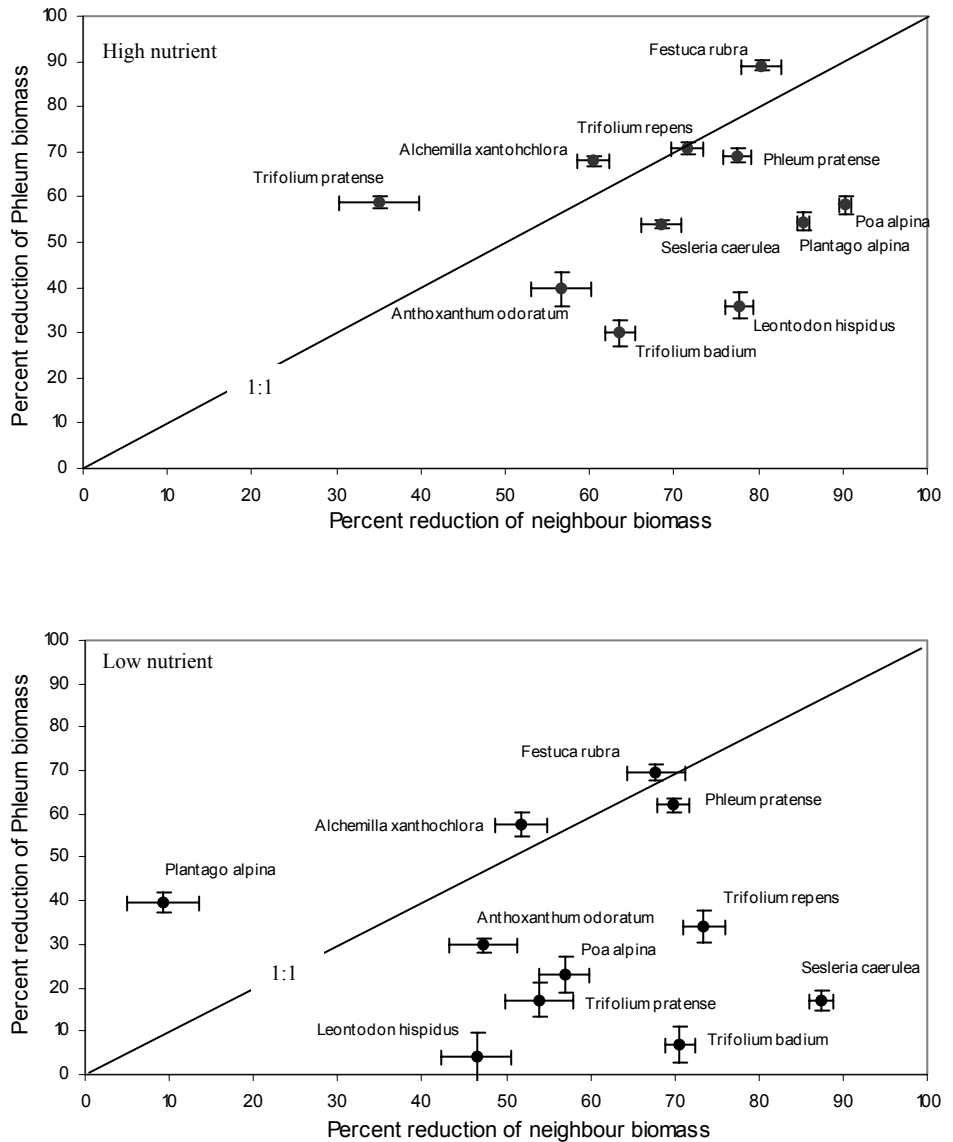 High nutrient
Percent reduction of Phleum biomass
100
90
80
70
60
50
40
30
20
10
0
Festuca rubra
Trifolium repens
Alchemilla xantohchlora
Phleum pratense
Trifolium pratense
Poa alpina
Sesleria caerulea
Plantago alpina
Anthoxanthum odoratum
Leontodon hispidus
Trifolium badium
1:1
0 10 20 30 40 50 60 70 80 90 100
Percent reduction of neighbour biomass
Low nutrient
Percent reduction of Phleum biomass
100
90
80
70
60
50
40
30
20
10
0
Festuca rubra
Phleum pratense
Alchemilla xanthochlora
Plantago alpina
Trifolium repens
Anthoxanthum odoratum
Poa alpina
Sesleria caerulea
1:1
Trifolium pratense
Leontodon hispidus
Trifolium badium
0 10 20 30 40 50 60 70 80 90 100
Percent reduction of neighbour biomass